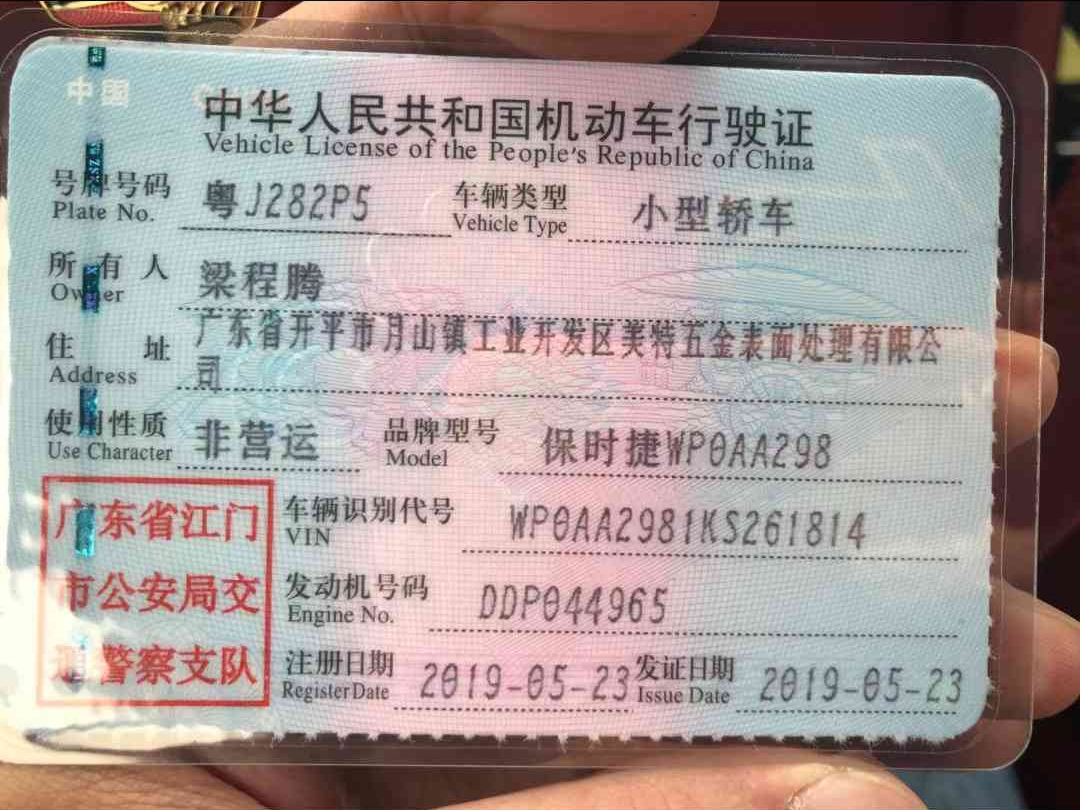 中国
中华人民共和国机动车行驶证
Vehicle License of the People's Republic of China
号牌号码 粤J282P5 车辆类型 小型轿车
Plate No. Vehicle Type
所有人 梁程腾
Owner
住址 广东省开平市月山镇工业开发区美特五金表面处理有限公
Address 司
使用性质 非营运 品牌型号 保时捷WP0AA298
Use Character Model
广东省江门 车辆识别代号 WP0AA2981KS261814
VIN
市公安局交 发动机号码 DDP044965
Engine No.
通警察支队 注册日期 2019-05-23 发证日期 2019-05-23
Register Date Issue Date